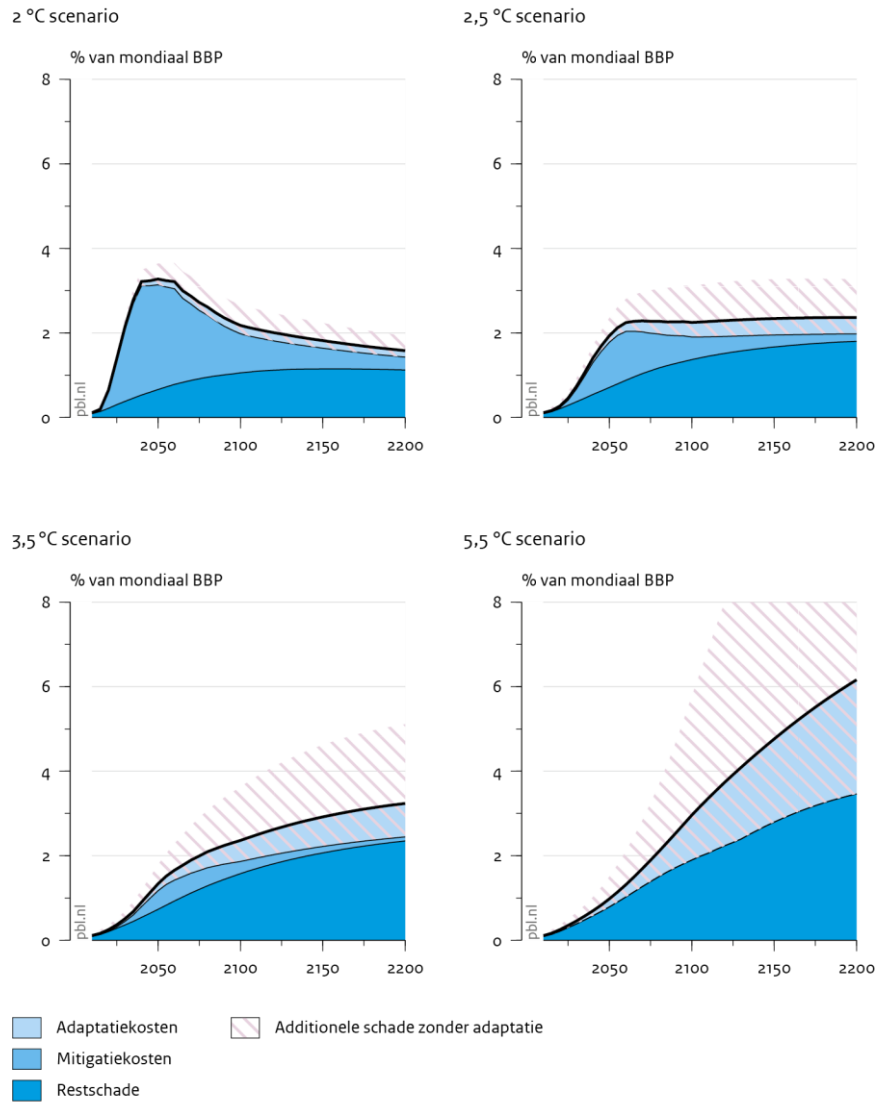 2 °C scenario
% van mondiaal BBP
8
6
4
2
0
pbl.nl
2050 2100 2150 2200
2,5 °C scenario
% van mondiaal BBP
8
6
4
2
0
pbl.nl
2050 2100 2150 2200
3,5 °C scenario
% van mondiaal BBP
8
6
4
2
0
pbl.nl
2050 2100 2150 2200
5,5 °C scenario
% van mondiaal BBP
8
6
4
2
0
pbl.nl
2050 2100 2150 2200
Adaptatiekosten
Mitigatiekosten
Restschade
Additionele schade zonder adaptatie